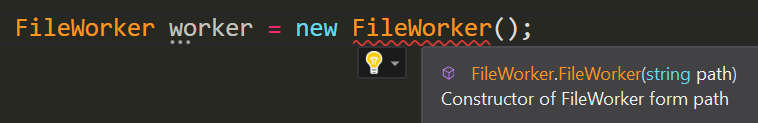 FileWorker worker = new FileWorker();
FileWorker.FileWorker(string path)
Constructor of FileWorker form path